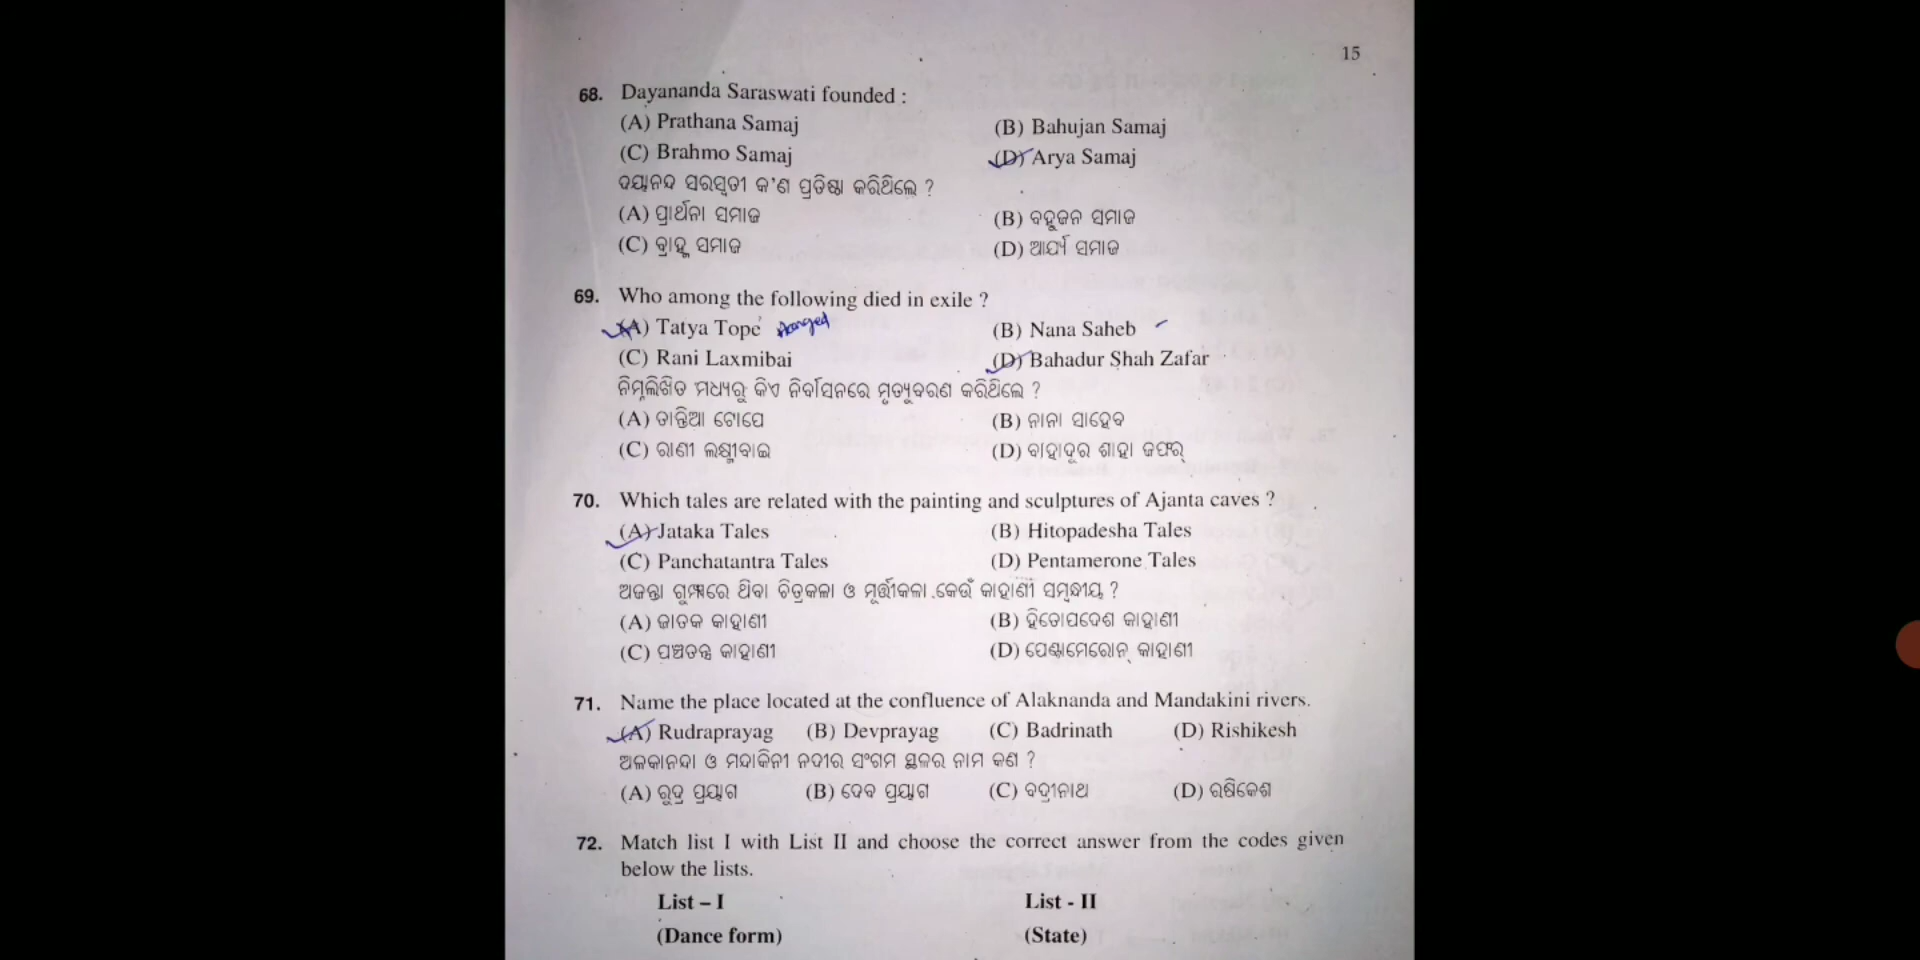 15
68. Dayananda Saraswati founded :
(A) Prathana Samaj (B) Bahujan Samaj
(C) Brahmo Samaj (D) Arya Samaj
ଦୟାନନ୍ଦ ସରସ୍ୱତୀ କ'ଣ ପ୍ରତିଷ୍ଠା କରିଥିଲେ ?
(A) ପ୍ରାର୍ଥନା ସମାଜ (B) ବହୁଜନ ସମାଜ
(C) ବ୍ରାହ୍ମ ସମାଜ (D) ଆର୍ଯ୍ୟ ସମାଜ
69. Who among the following died in exile ?
(A) Tatya Tope Hanged (B) Nana Saheb
(C) Rani Laxmibai (D) Bahadur Shah Zafar
ନିମ୍ନଲିଖିତ ମଧ୍ୟରୁ କିଏ ନିର୍ବାସନରେ ମୃତ୍ୟୁବରଣ କରିଥିଲେ ?
(A) ତାନ୍ତିଆ ଟୋପେ (B) ନାନା ସାହେବ
(C) ରାଣୀ ଲକ୍ଷ୍ମୀବାଇ (D) ବାହାଦୂର ଶାହା ଜଫର୍
70. Which tales are related with the painting and sculptures of Ajanta caves ?
(A) Jataka Tales (B) Hitopadesha Tales
(C) Panchatantra Tales (D) Pentamerone Tales
ଅଜନ୍ତା ଗୁମ୍ଫାରେ ଥିବା ଚିତ୍ରକଳା ଓ ମୂର୍ତ୍ତୀକଳା କେଉଁ କାହାଣୀ ସମ୍ବନ୍ଧୀୟ ?
(A) ଜାତକ କାହାଣୀ (B) ହିତୋପଦେଶ କାହାଣୀ
(C) ପଞ୍ଚତନ୍ତ୍ର କାହାଣୀ (D) ପେଣ୍ଟାମେରୋନ୍ କାହାଣୀ
71. Name the place located at the confluence of Alaknanda and Mandakini rivers.
(A) Rudraprayag (B) Devprayag (C) Badrinath (D) Rishikesh
ଅଳକାନନ୍ଦା ଓ ମନ୍ଦାକିନୀ ନଦୀର ସଂଗମ ସ୍ଥଳର ନାମ କଣ ?
(A) ରୁଦ୍ର ପ୍ରୟାଗ (B) ଦେବ ପ୍ରୟାଗ (C) ବଦ୍ରୀନାଥ (D) ଋଷିକେଶ
72. Match list I with List II and choose the correct answer from the codes given
below the lists.
List – I List - II
(Dance form) (State)